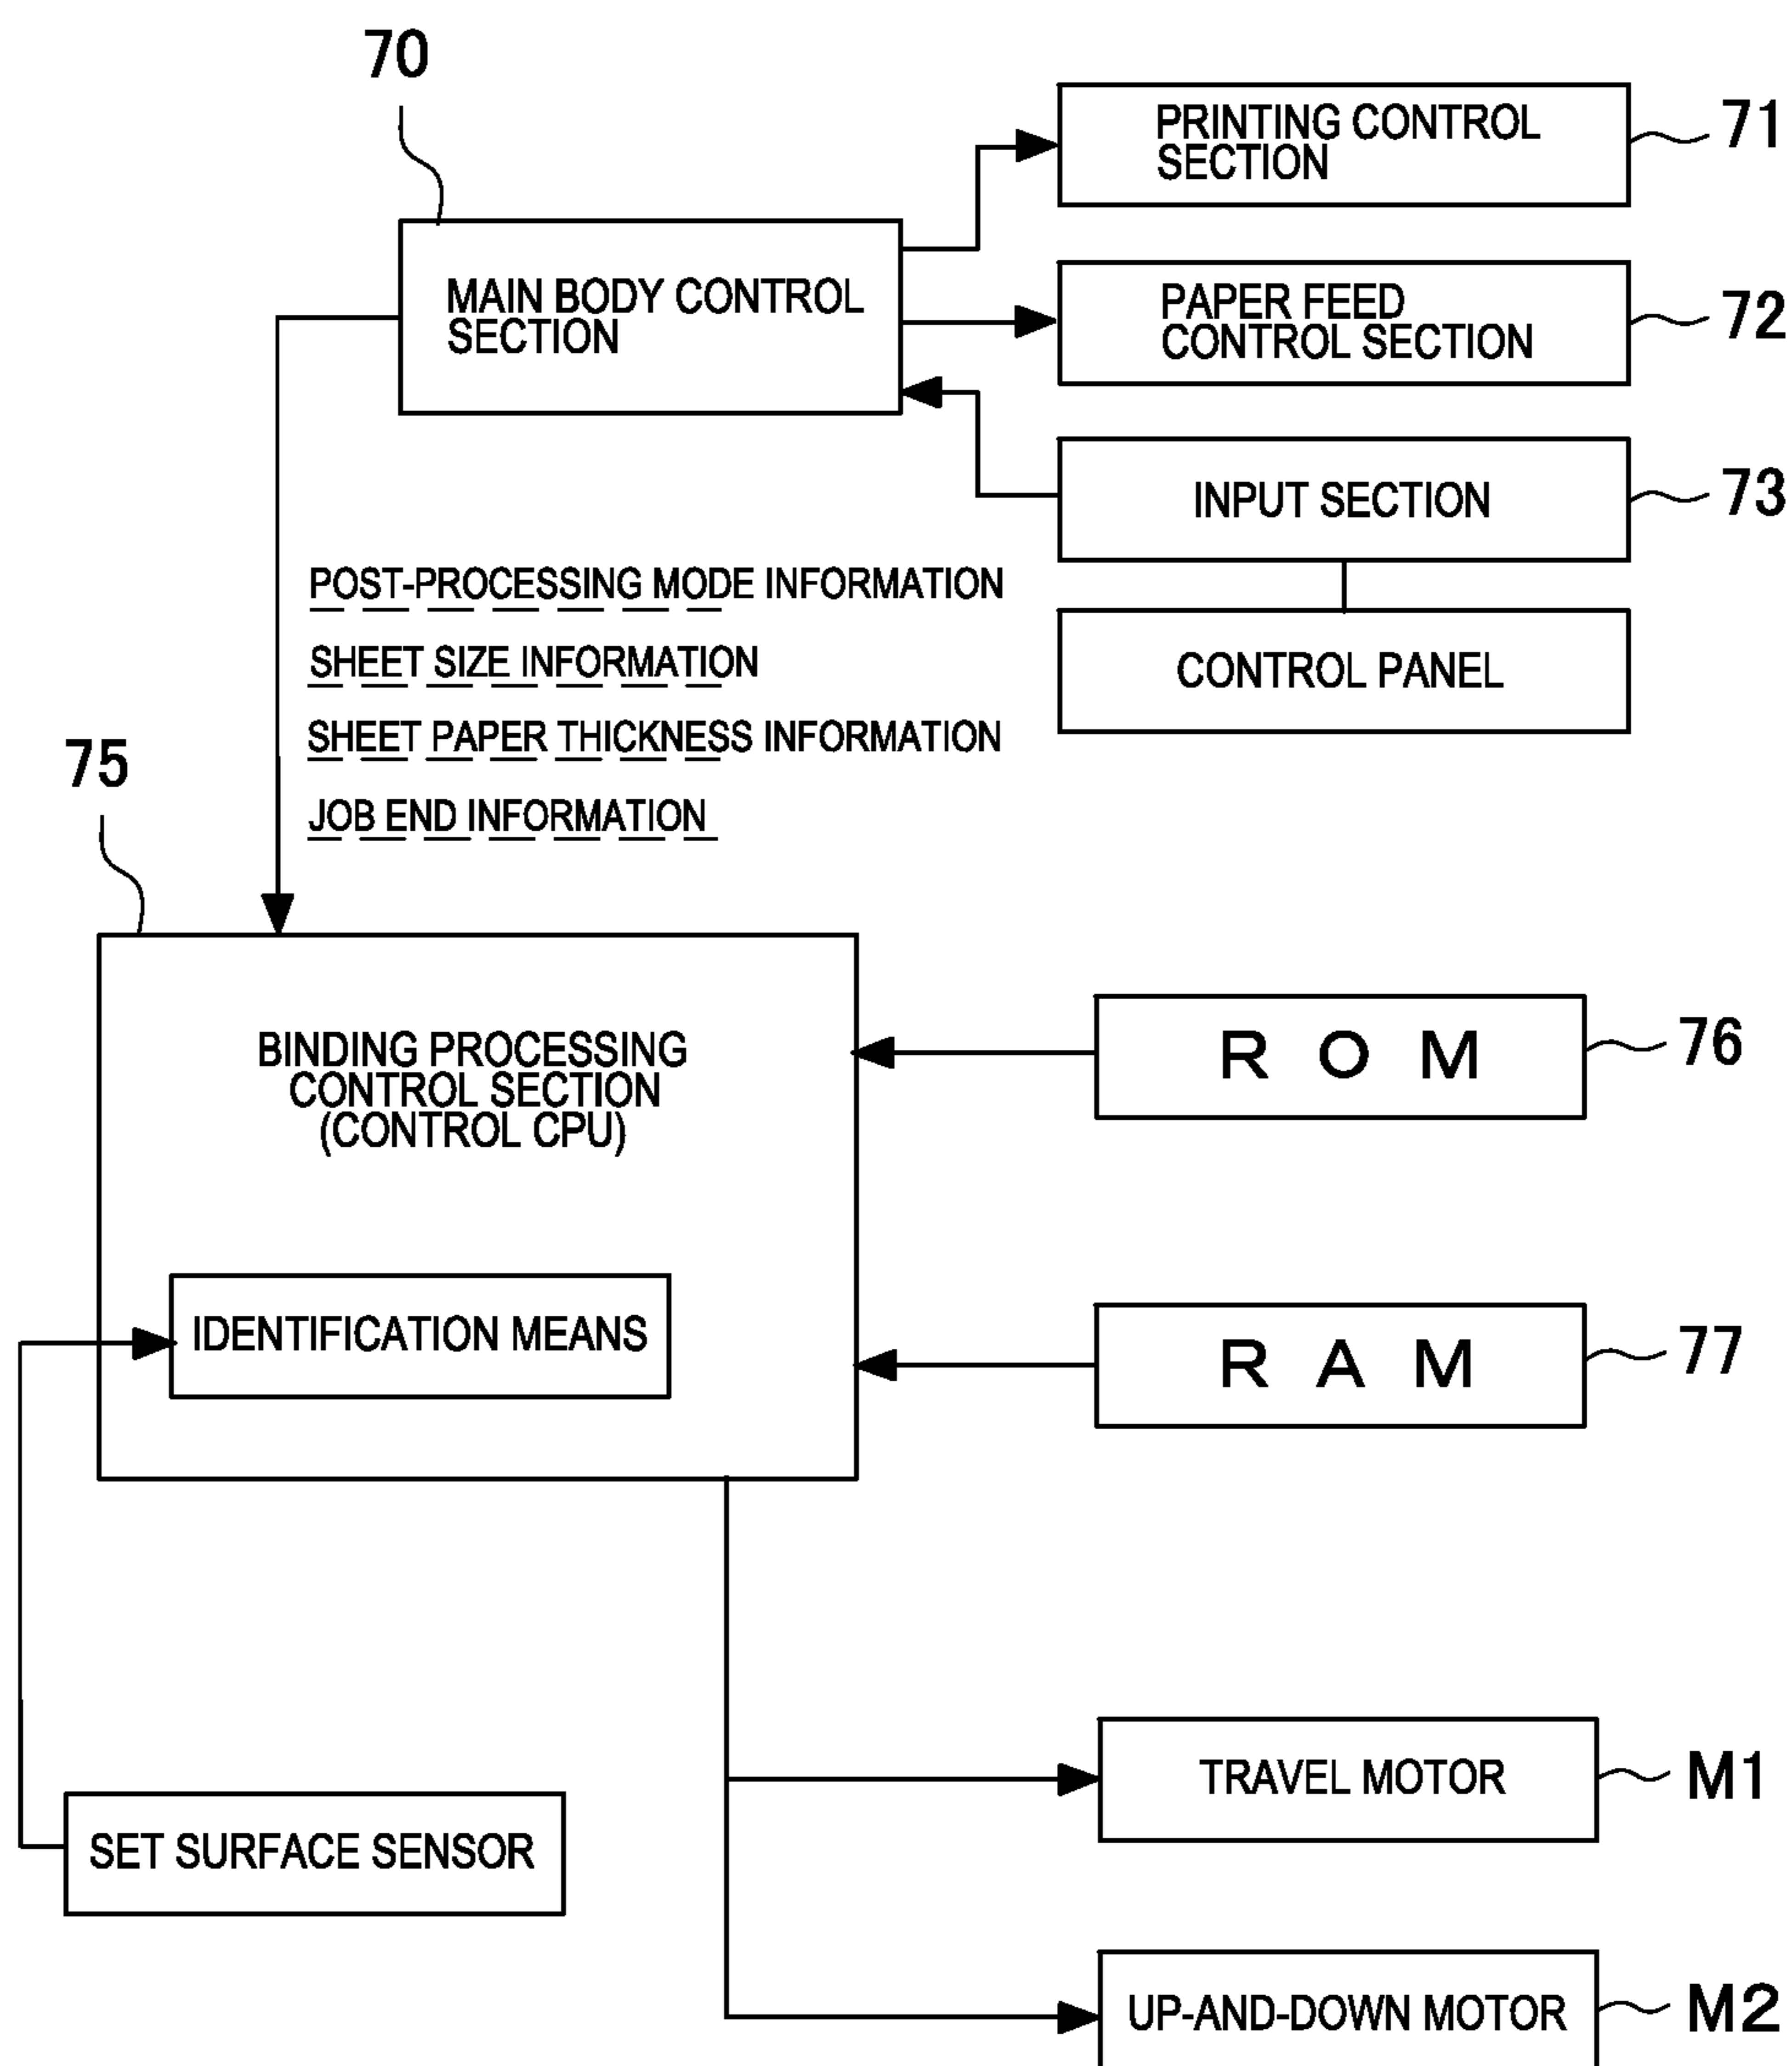 70
PRINTING CONTROL
SECTION
71
MAIN BODY CONTROL
SECTION
PAPER FEED
CONTROL SECTION
72
INPUT SECTION
73
CONTROL PANEL
POST-PROCESSING MODE INFORMATION
SHEET SIZE INFORMATION
SHEET PAPER THICKNESS INFORMATION
JOB END INFORMATION
75
BINDING PROCESSING
CONTROL SECTION
(CONTROL CPU)
ROM
76
IDENTIFICATION MEANS
RAM
77
TRAVEL MOTOR
M1
SET SURFACE SENSOR
UP-AND-DOWN MOTOR
M2